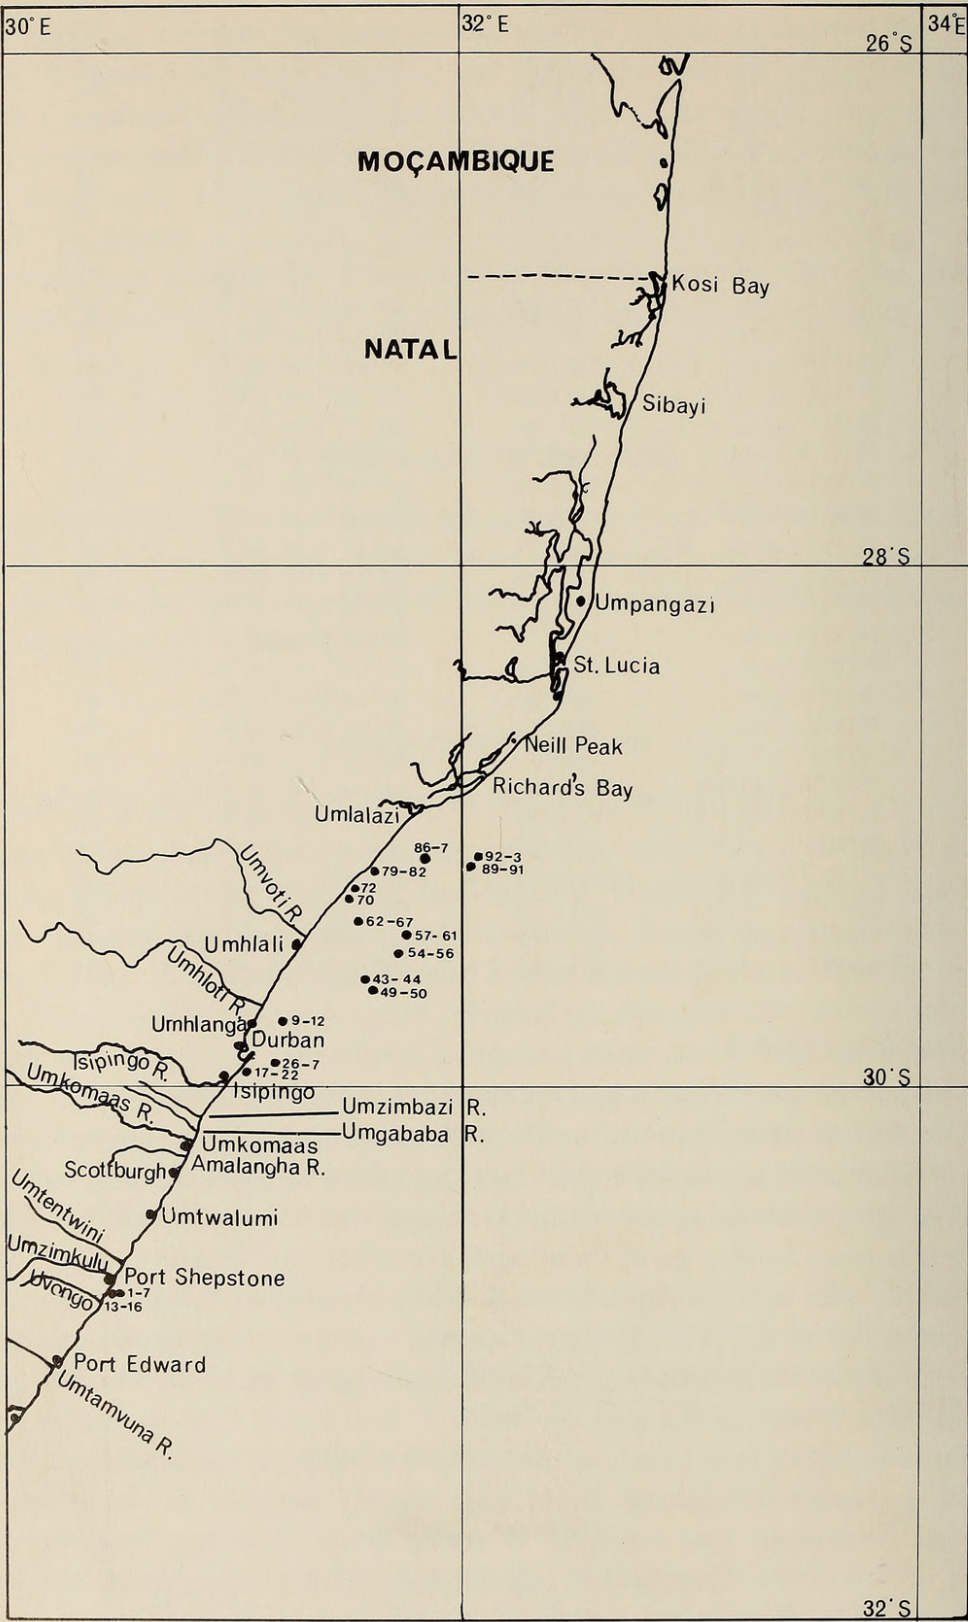 30°E
32°E
34°E
26°S
MOÇAMBIQUE
Kosi Bay
NATAL
Sibayi
28°S
Umpangazi
St. Lucia
Neill Peak
Richard's Bay
Umlalazi
86-7
92-3
79-82
89-91
72
70
Umvoti R.
62-67
57-61
Umhlali
54-56
Umhloti R.
43-44
49-50
Umhlanga
9-12
Durban
Isipingo R.
26-7
17-22
30°S
Isipingo
Umkomaas R.
Umzimbazi R.
Umgababa R.
Umkomaas
Amalangha R.
Scottburgh
Umtentwini
Umtwalumi
Umzimkulu
Port Shepstone
Uvongo
1-7
13-16
Port Edward
Umtamvuna R.
32°S